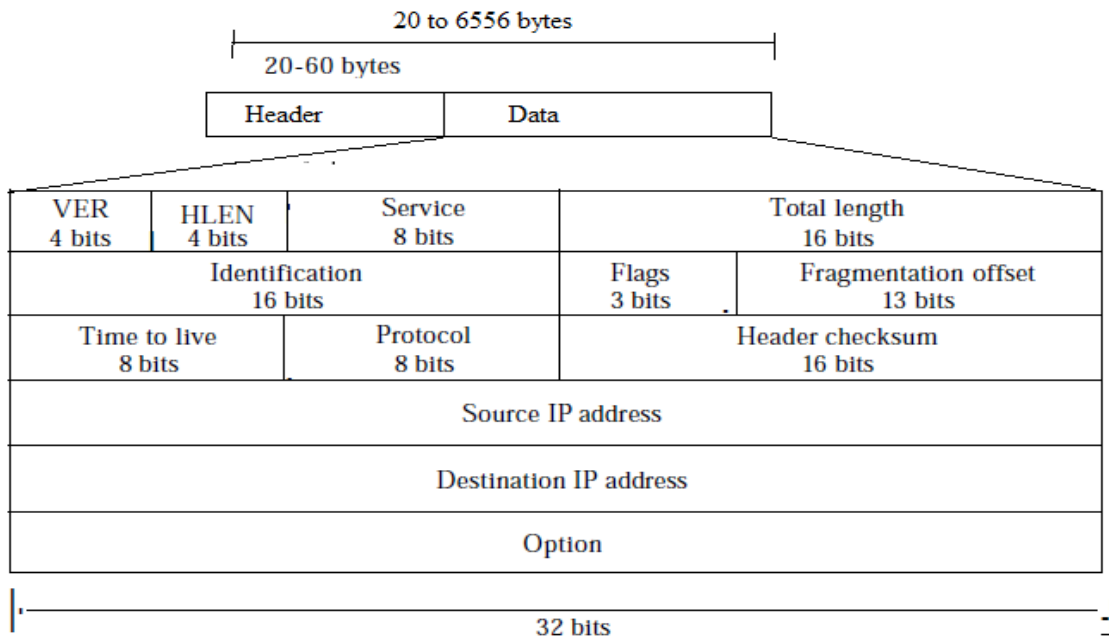 20 to 6556 bytes
20-60 bytes
Header Data
VER HLEN Service Total length
4 bits 4 bits 8 bits 16 bits
Identification Flags Fragmentation offset
16 bits 3 bits 13 bits
Time to live Protocol Header checksum
8 bits 8 bits 16 bits
Source IP address
Destination IP address
Option
32 bits